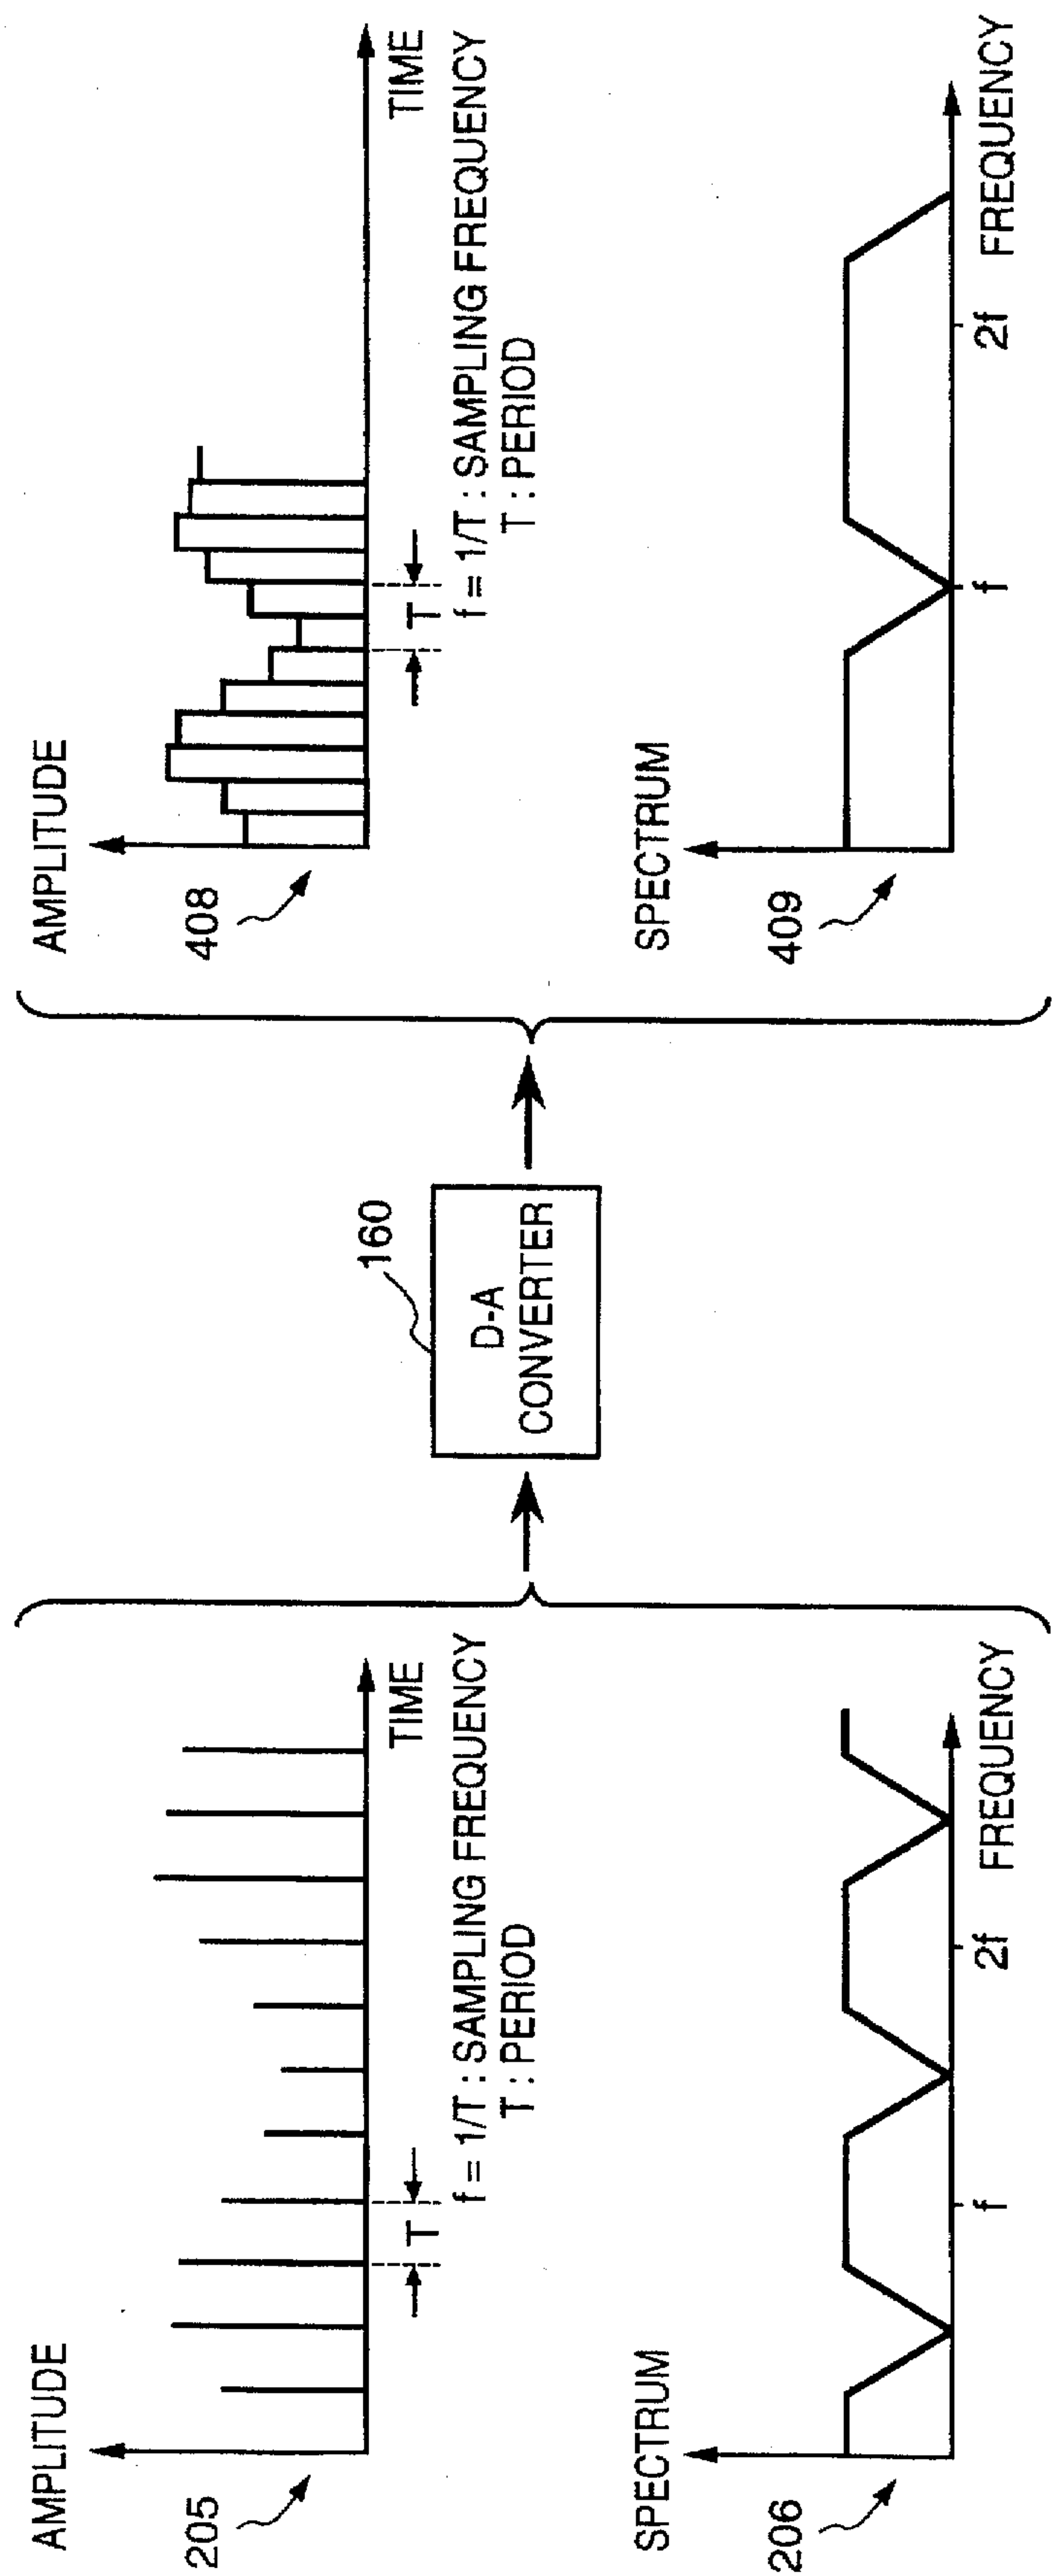 AMPLITUDE
205
T
TIME
f = 1/T : SAMPLING FREQUENCY
T : PERIOD
SPECTRUM
206
f
2f
FREQUENCY
160
D-A
CONVERTER
AMPLITUDE
408
T
TIME
f = 1/T : SAMPLING FREQUENCY
T : PERIOD
SPECTRUM
409
f
2f
FREQUENCY